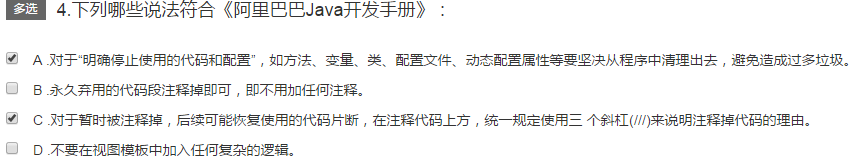 多选 4.下列哪些说法符合《阿里巴巴Java开发手册》：
A .对于“明确停止使用的代码和配置”，如方法、变量、类、配置文件、动态配置属性等要坚决从程序中清理出去，避免造成过多垃圾。
B .永久弃用的代码段注释掉即可，即不用加任何注释。
C .对于暂时被注释掉，后续可能恢复使用的代码片断，在注释代码上方，统一规定使用三 个斜杠(///)来说明注释掉代码的理由。
D .不要在视图模板中加入任何复杂的逻辑。